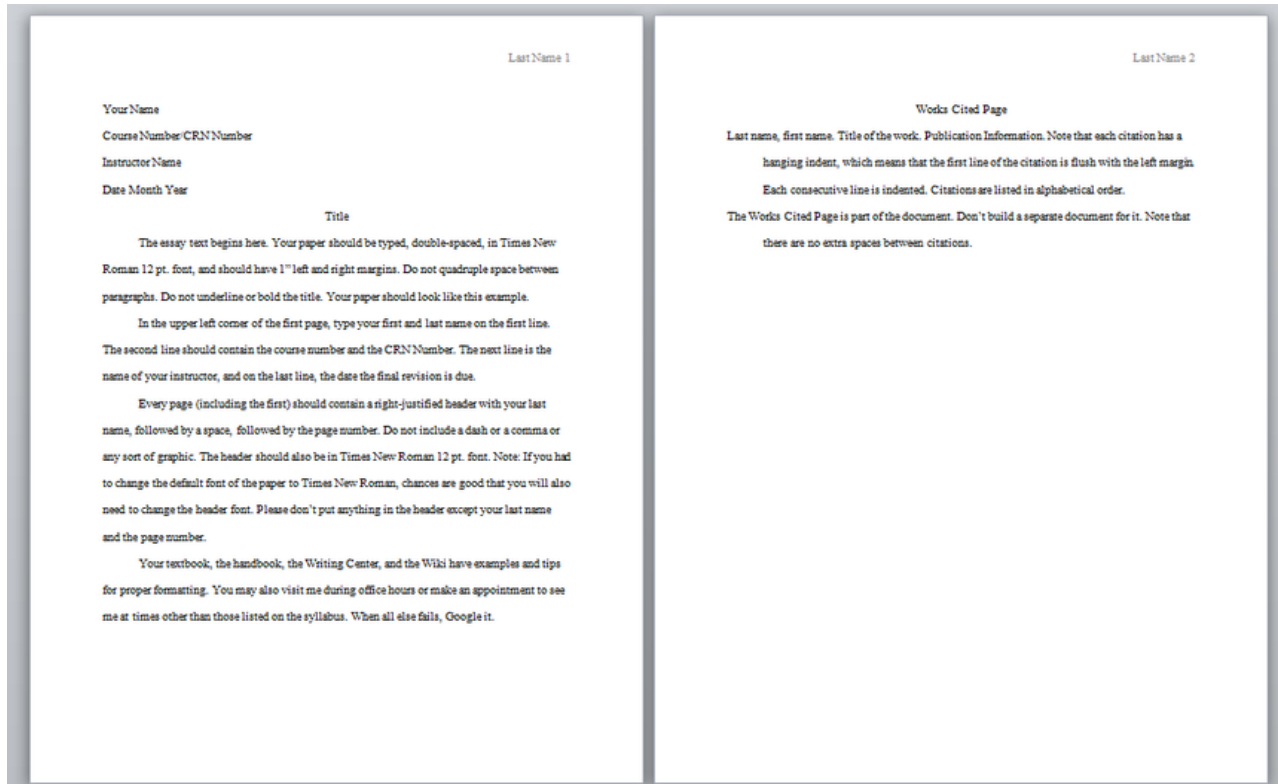 Last Name 1
Your Name
Course Number/CRN Number
Instructor Name
Date Month Year
Title
The essay text begins here. Your paper should be typed, double-spaced, in Times New
Roman 12 pt. font, and should have 1” left and right margins. Do not quadruple space between
paragraphs. Do not underline or bold the title. Your paper should look like this example.
In the upper left corner of the first page, type your first and last name on the first line.
The second line should contain the course number and the CRN Number. The next line is the
name of your instructor, and on the last line, the date the final revision is due.
Every page (including the first) should contain a right-justified header with your last
name, followed by a space, followed by the page number. Do not include a dash or a comma or
any sort of graphic. The header should also be in Times New Roman 12 pt. font. Note: If you had
to change the default font of the paper to Times New Roman, chances are good that you will also
need to change the header font. Please don’t put anything in the header except your last name
and the page number.
Your textbook, the handbook, the Writing Center, and the Wiki have examples and tips
for proper formatting. You may also visit me during office hours or make an appointment to see
me at times other than those listed on the syllabus. When all else fails, Google it.
Last Name 2
Works Cited Page
Last name, first name. Title of the work. Publication Information. Note that each citation has a
hanging indent, which means that the first line of the citation is flush with the left margin.
Each consecutive line is indented. Citations are listed in alphabetical order.
The Works Cited Page is part of the document. Don’t build a separate document for it. Note that
there are no extra spaces between citations.